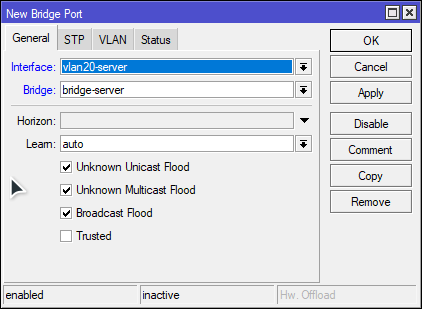 New Bridge Port
General STP VLAN Status
Interface: vlan20-server
Bridge: bridge-server
Horizon:
Learn: auto
Unknown Unicast Flood
Unknown Multicast Flood
Broadcast Flood
Trusted
OK
Cancel
Apply
Disable
Comment
Copy
Remove
enabled inactive Hw. Offload